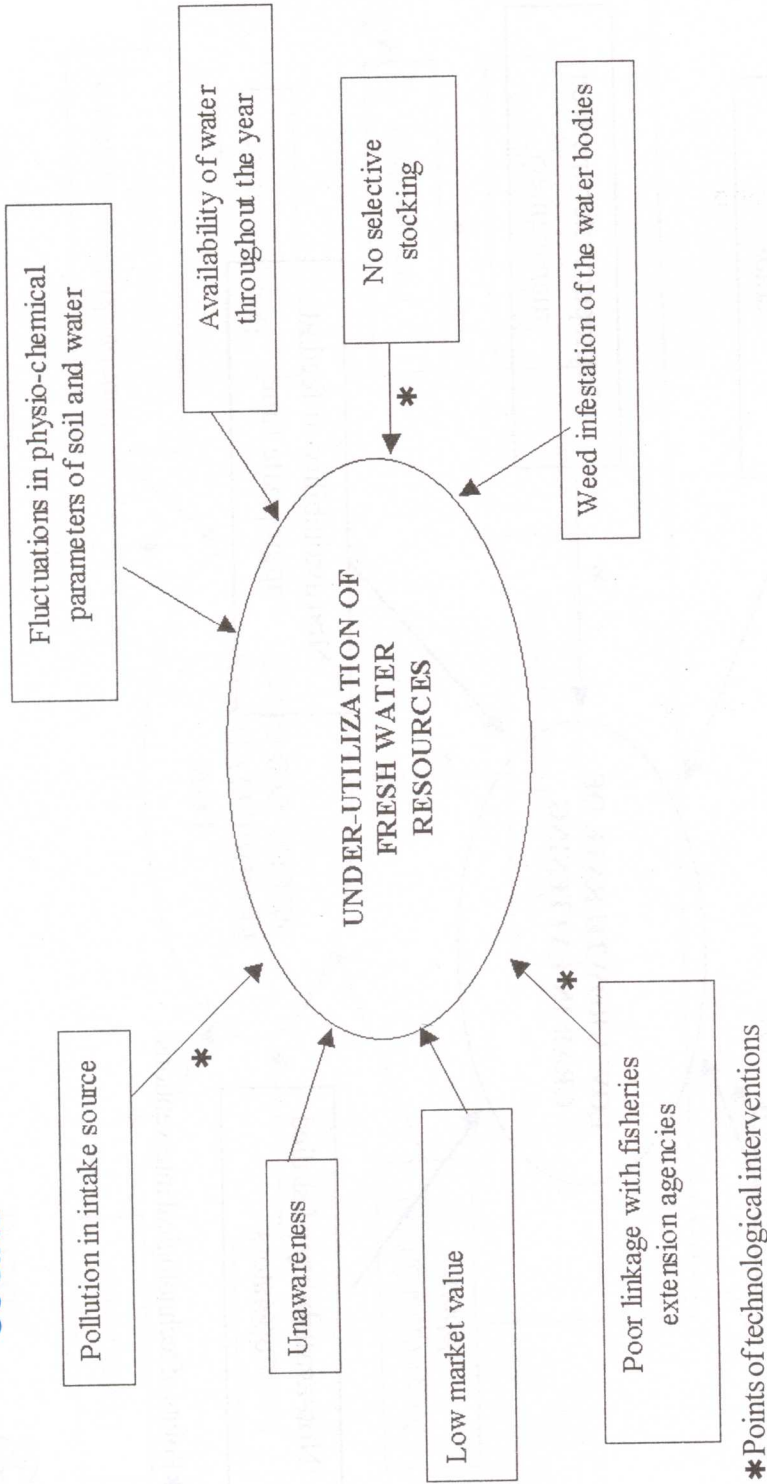 Fluctuations in physio-chemical
parameters of soil and water
Pollution in intake source
Availability of water
throughout the year
Unawareness
*
UNDER-UTILIZATION OF
FRESH WATER
RESOURCES
No selective
stocking
*
Low market value
Poor linkage with fisheries
extension agencies
*
Weed infestation of the water bodies
*Points of technological interventions